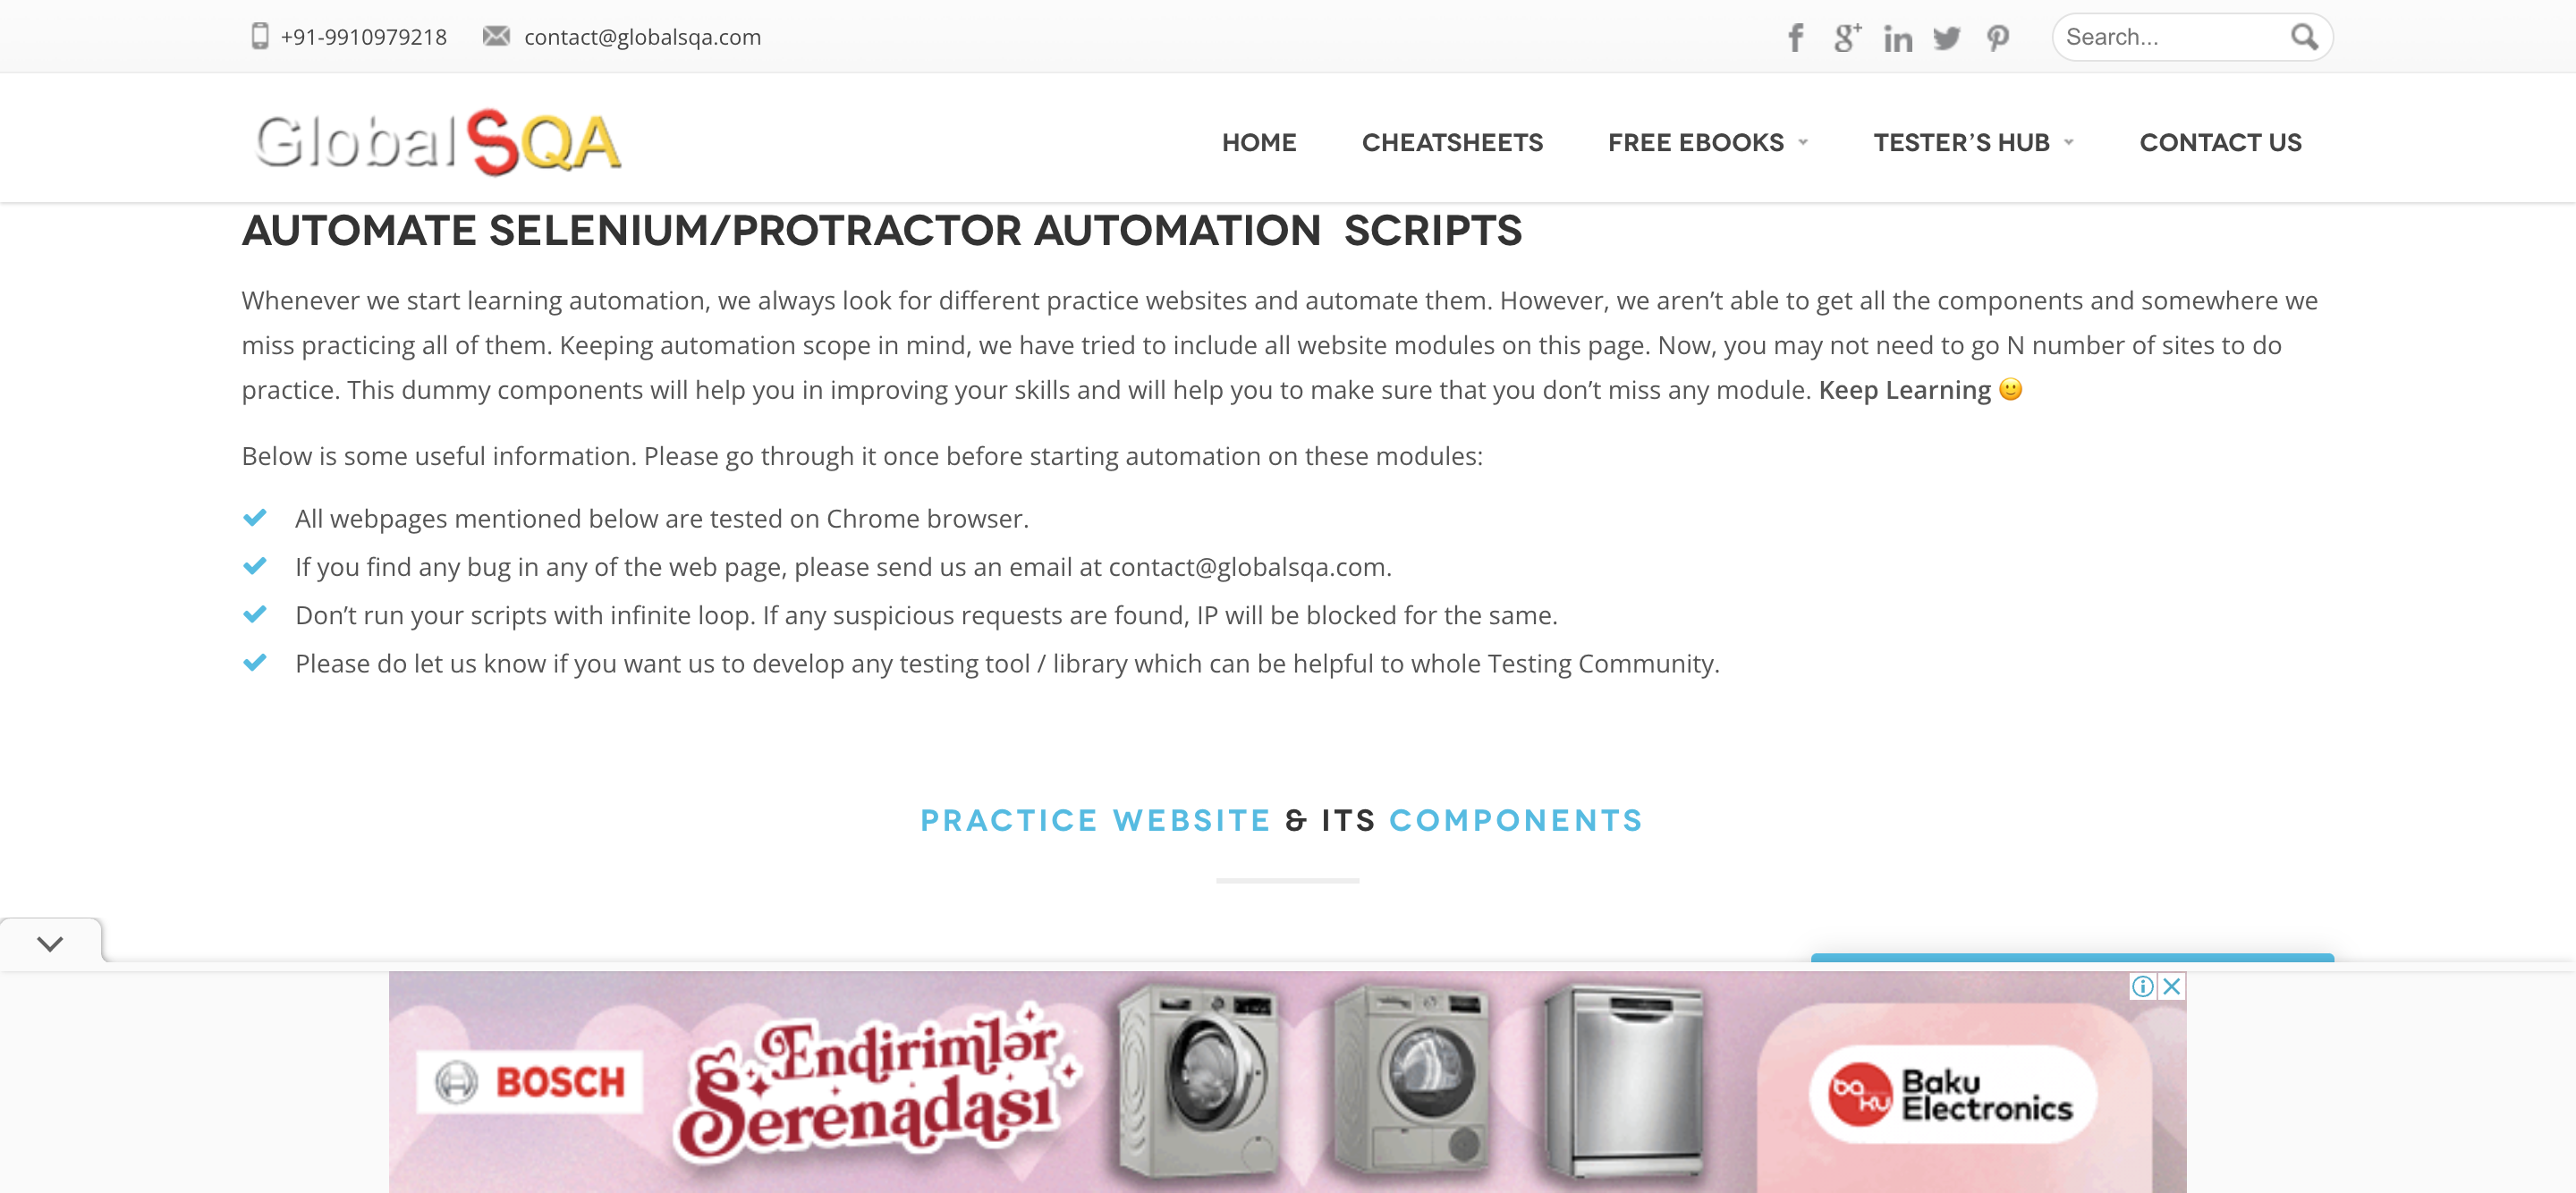 +91-9910979218 contact@globalsqa.com Search...
GlobalSQA HOME CHEATSHEETS FREE EBOOKS TESTER’S HUB CONTACT US
AUTOMATE SELENIUM/PROTRACTOR AUTOMATION SCRIPTS
Whenever we start learning automation, we always look for different practice websites and automate them. However, we aren’t able to get all the components and somewhere we
miss practicing all of them. Keeping automation scope in mind, we have tried to include all website modules on this page. Now, you may not need to go N number of sites to do
practice. This dummy components will help you in improving your skills and will help you to make sure that you don’t miss any module. Keep Learning 🙂
Below is some useful information. Please go through it once before starting automation on these modules:
All webpages mentioned below are tested on Chrome browser.
If you find any bug in any of the web page, please send us an email at contact@globalsqa.com.
Don’t run your scripts with infinite loop. If any suspicious requests are found, IP will be blocked for the same.
Please do let us know if you want us to develop any testing tool / library which can be helpful to whole Testing Community.
PRACTICE WEBSITE & ITS COMPONENTS
BOSCH
Endirimlər
Serenadası
baku
Baku
Electronics